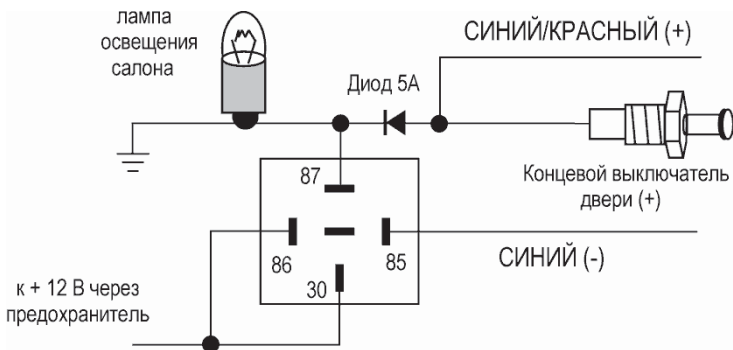 лампа
освещения
салона
СИНИЙ/КРАСНЫЙ (+)
Диод 5А
Концевой выключатель
двери (+)
87
86
85
30
СИНИЙ (-)
к + 12 В через
предохранитель